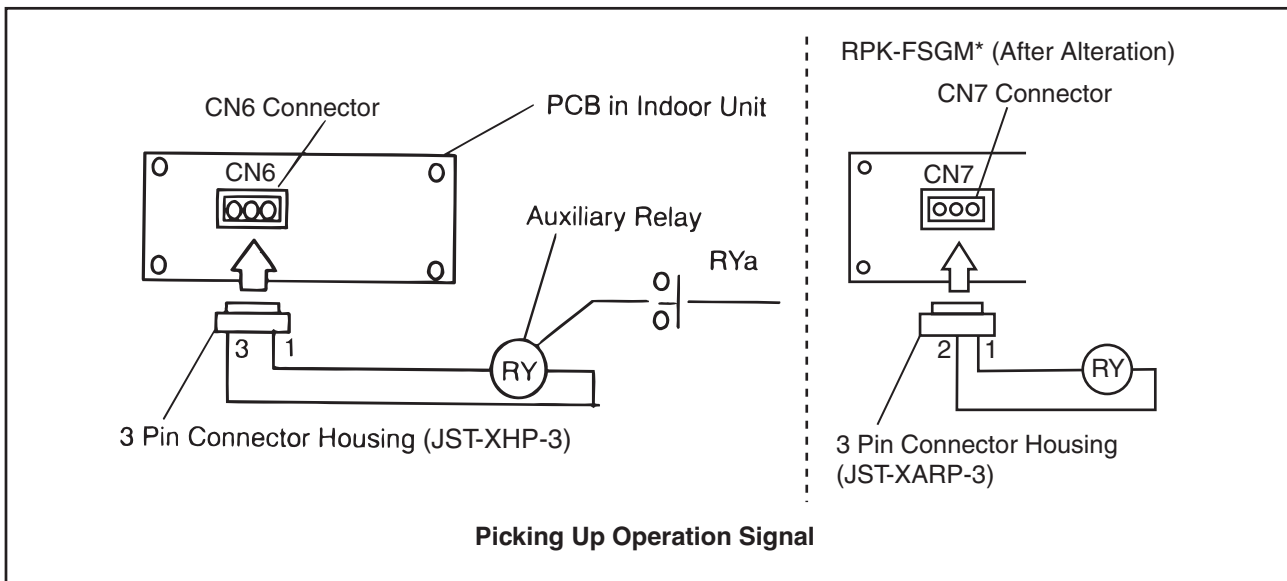 CN6 Connector
PCB in Indoor Unit
CN6
Auxiliary Relay
RYa
3 1
RY
3 Pin Connector Housing (JST-XHP-3)
RPK-FSGM* (After Alteration)
CN7 Connector
CN7
2 1
RY
3 Pin Connector Housing
(JST-XARP-3)
Picking Up Operation Signal